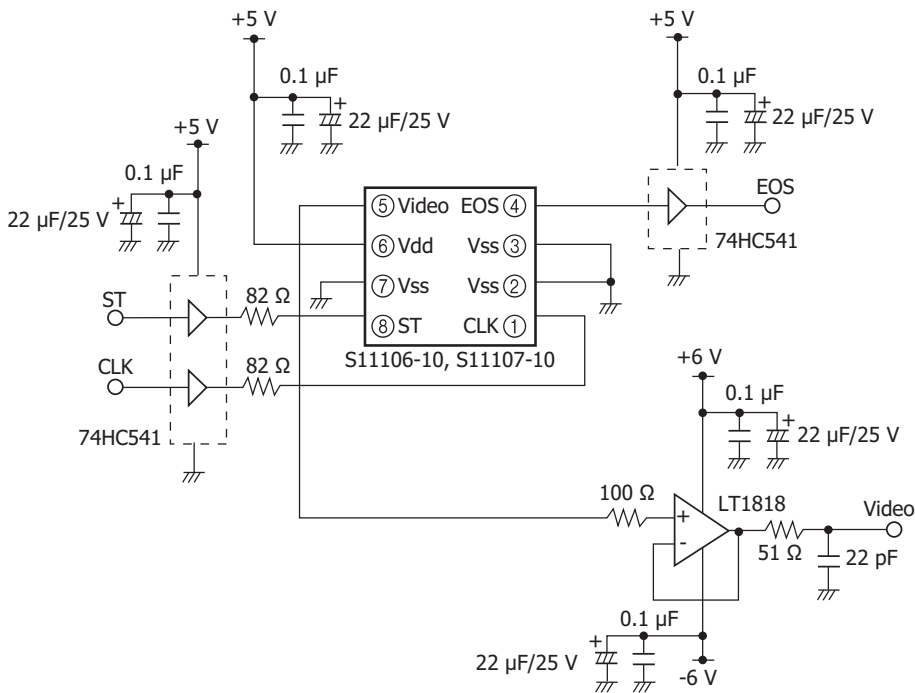 +5 V
+5 V
0.1 µF
22 µF/25 V
0.1 µF
22 µF/25 V
+5 V
0.1 µF
22 µF/25 V
⑤ Video
EOS ④
⑥ Vdd
Vss ③
⑦ Vss
Vss ②
⑧ ST
CLK ①
S11106-10, S11107-10
EOS
74HC541
ST
82 Ω
CLK
82 Ω
74HC541
+6 V
0.1 µF
22 µF/25 V
100 Ω
LT1818
+
-
51 Ω
Video
22 pF
0.1 µF
22 µF/25 V
-6 V